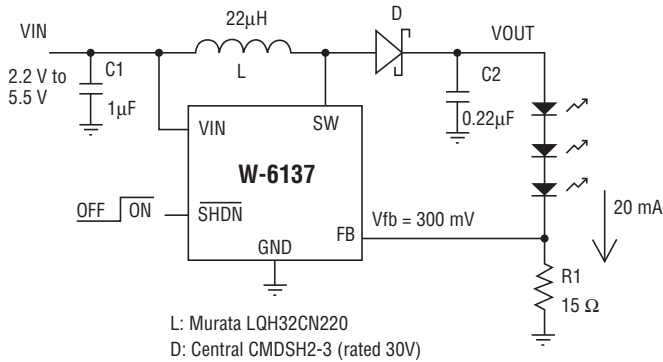 22µH
D
VIN
VOUT
2.2 V to
5.5 V
C1
1µF
L
C2
0.22µF
VIN
SW
W-6137
OFF
ON
SHDN
FB
Vfb = 300 mV
20 mA
GND
R1
15 Ω
L: Murata LQH32CN220
D: Central CMDSH2-3 (rated 30V)